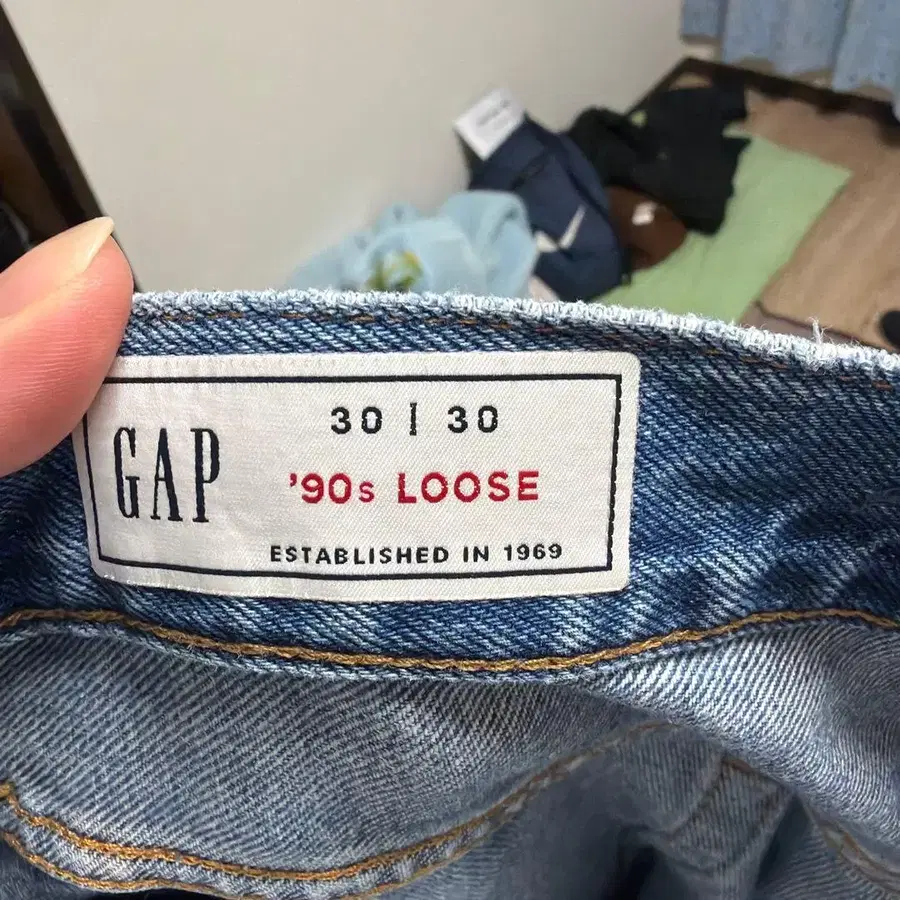 GAP
30 | 30
'90s LOOSE
ESTABLISHED IN 1969